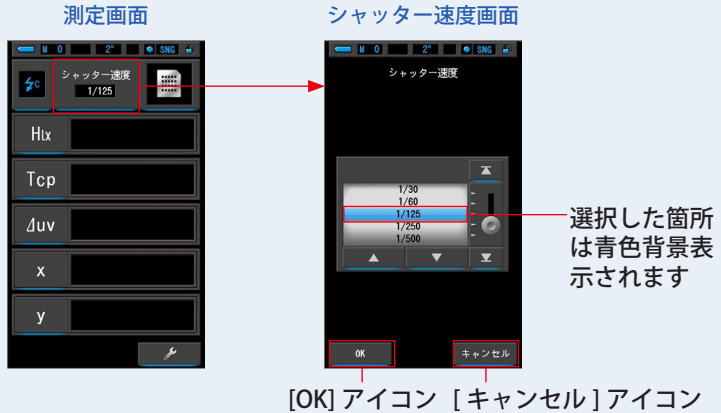 測定画面
シャッター速度画面
M 0 2° SNG
シャッター速度
1/125
Hlx
Tcp
⊿uv
x
y
M 0 2° SNG
シャッター速度
1/30
1/60
1/125
1/250
1/500
OK
キャンセル
選択した箇所
は青色背景表
示されます
[OK] アイコン [ キャンセル ] アイコン